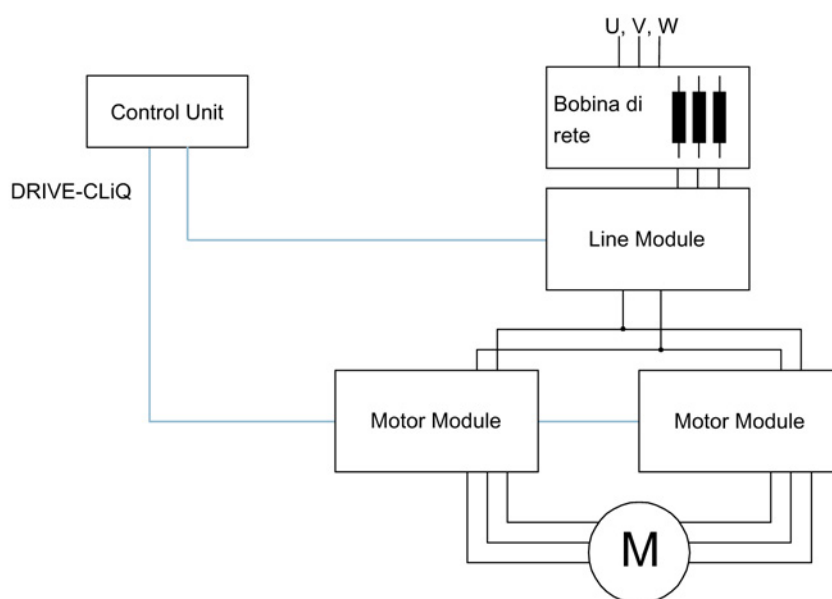 U, V, W
Bobina di
rete
Control Unit
DRIVE-CLiQ
Line Module
Motor Module
Motor Module
M